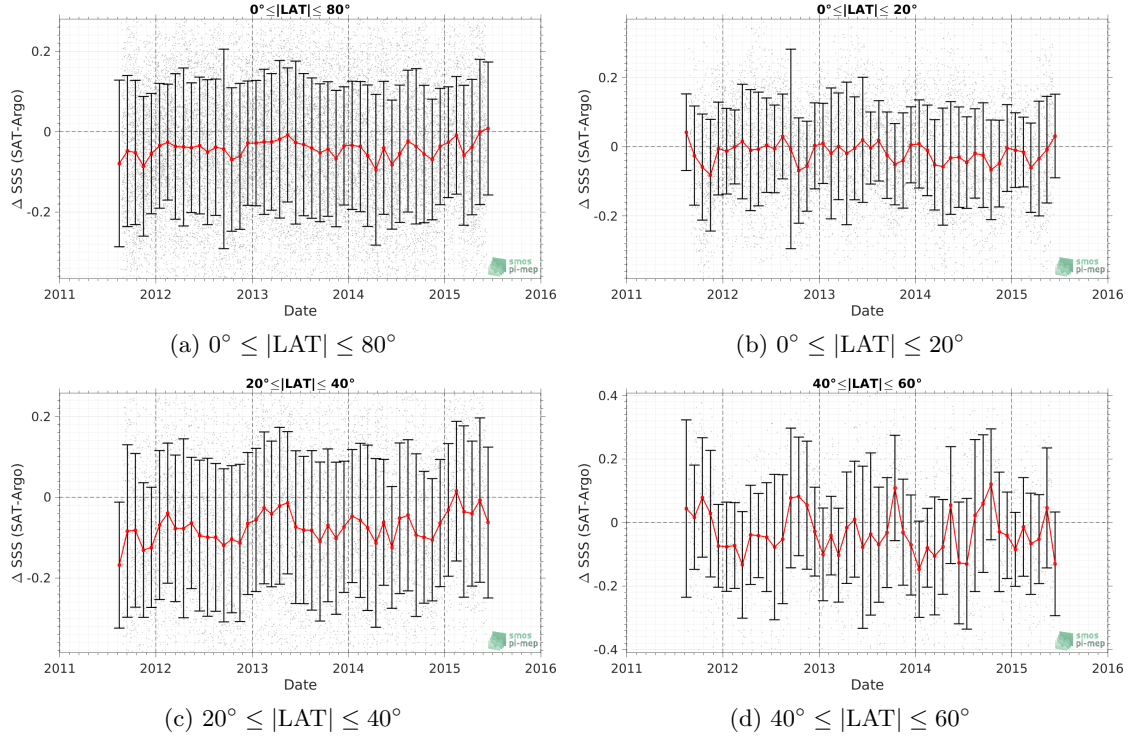 0°≤|LAT|≤ 80°
Δ SSS (SAT-Argo)
0.2
0
-0.2
2011 2012 2013 2014 2015 2016
Date
smos
pi-mep
(a) 0° ≤ |LAT| ≤ 80°
0°≤|LAT|≤ 20°
Δ SSS (SAT-Argo)
0.2
0
-0.2
2011 2012 2013 2014 2015 2016
Date
smos
pi-mep
(b) 0° ≤ |LAT| ≤ 20°
20°≤|LAT|≤ 40°
Δ SSS (SAT-Argo)
0.2
0
-0.2
2011 2012 2013 2014 2015 2016
Date
smos
pi-mep
(c) 20° ≤ |LAT| ≤ 40°
40°≤|LAT|≤ 60°
Δ SSS (SAT-Argo)
0.4
0.2
0
-0.2
-0.4
2011 2012 2013 2014 2015 2016
Date
smos
pi-mep
(d) 40° ≤ |LAT| ≤ 60°